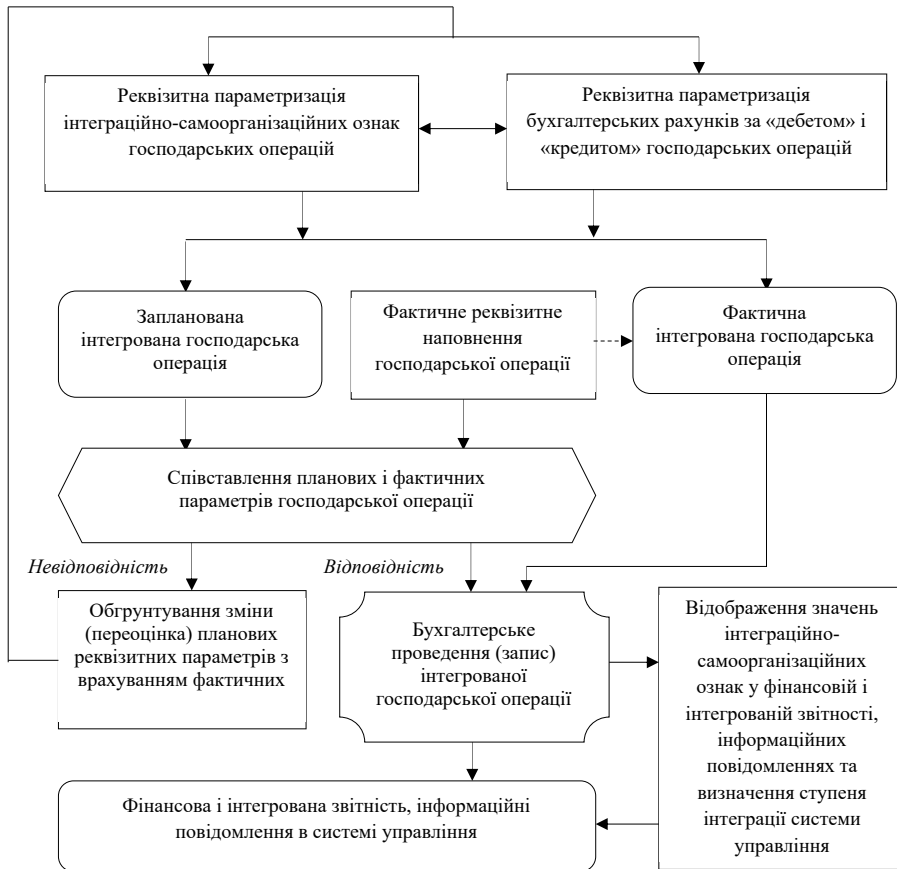 Реквізитна параметризація
інтеграційно-самоорганізаційних ознак
господарських операцій
Реквізитна параметризація
бухгалтерських рахунків за «дебетом» і
«кредитом» господарських операцій
Запланована
інтегрована господарська
операція
Фактичне реквізитне
наповнення
господарської операції
Фактична
інтегрована господарська
операція
Співставлення планових і фактичних
параметрів господарської операції
Невідповідність
Відповідність
Обгрунтування зміни
(переоцінка) планових
реквізитних параметрів з
врахуванням фактичних
Бухгалтерське
проведення (запис)
інтегрованої
господарської операції
Відображення значень
інтеграційно-
самоорганізаційних
ознак у фінансовій і
інтегрованій звітності,
інформаційних
повідомленнях та
визначення ступеня
інтеграції системи
управління
Фінансова і інтегрована звітність, інформаційні
повідомлення в системі управління